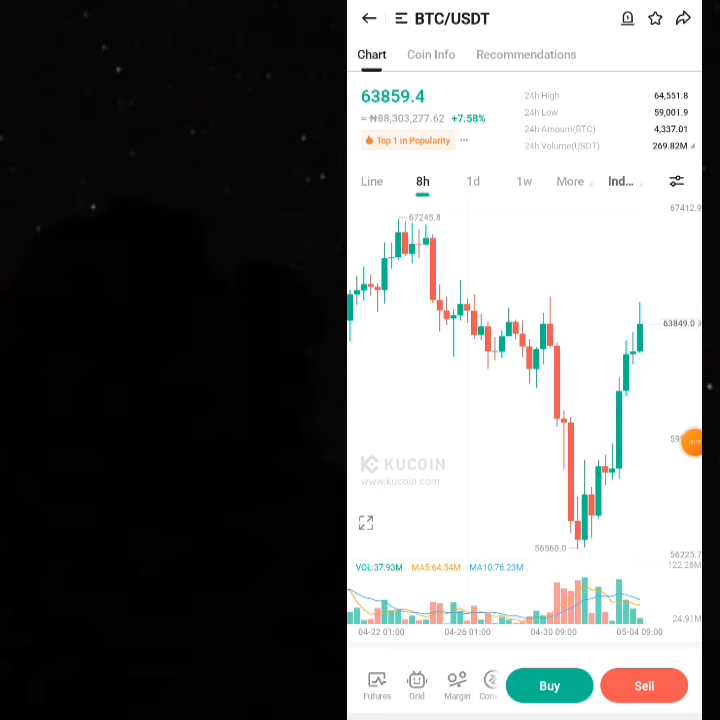 BTC/USDT
Chart Coin Info Recommendations
63859.4
≈ ₦88,303,277.62 +7.58%
Top 1 in Popularity
24h High 64,551.8
24h Low 59,001.9
24h Amount(BTC) 4,337.01
24h Volume(USDT) 269.82M
Line 8h 1d 1w More Ind...
67412.9
67245.8
63849.0
KUCOIN
www.kucoin.com
56560.0
56225.7
VOL:37.93M MA5:64.54M MA10:76.23M
122.28M
24.91M
04-22 01:00 04-26 01:00 04-30 09:00 05-04 09:00
Futures Grid Margin
Buy Sell